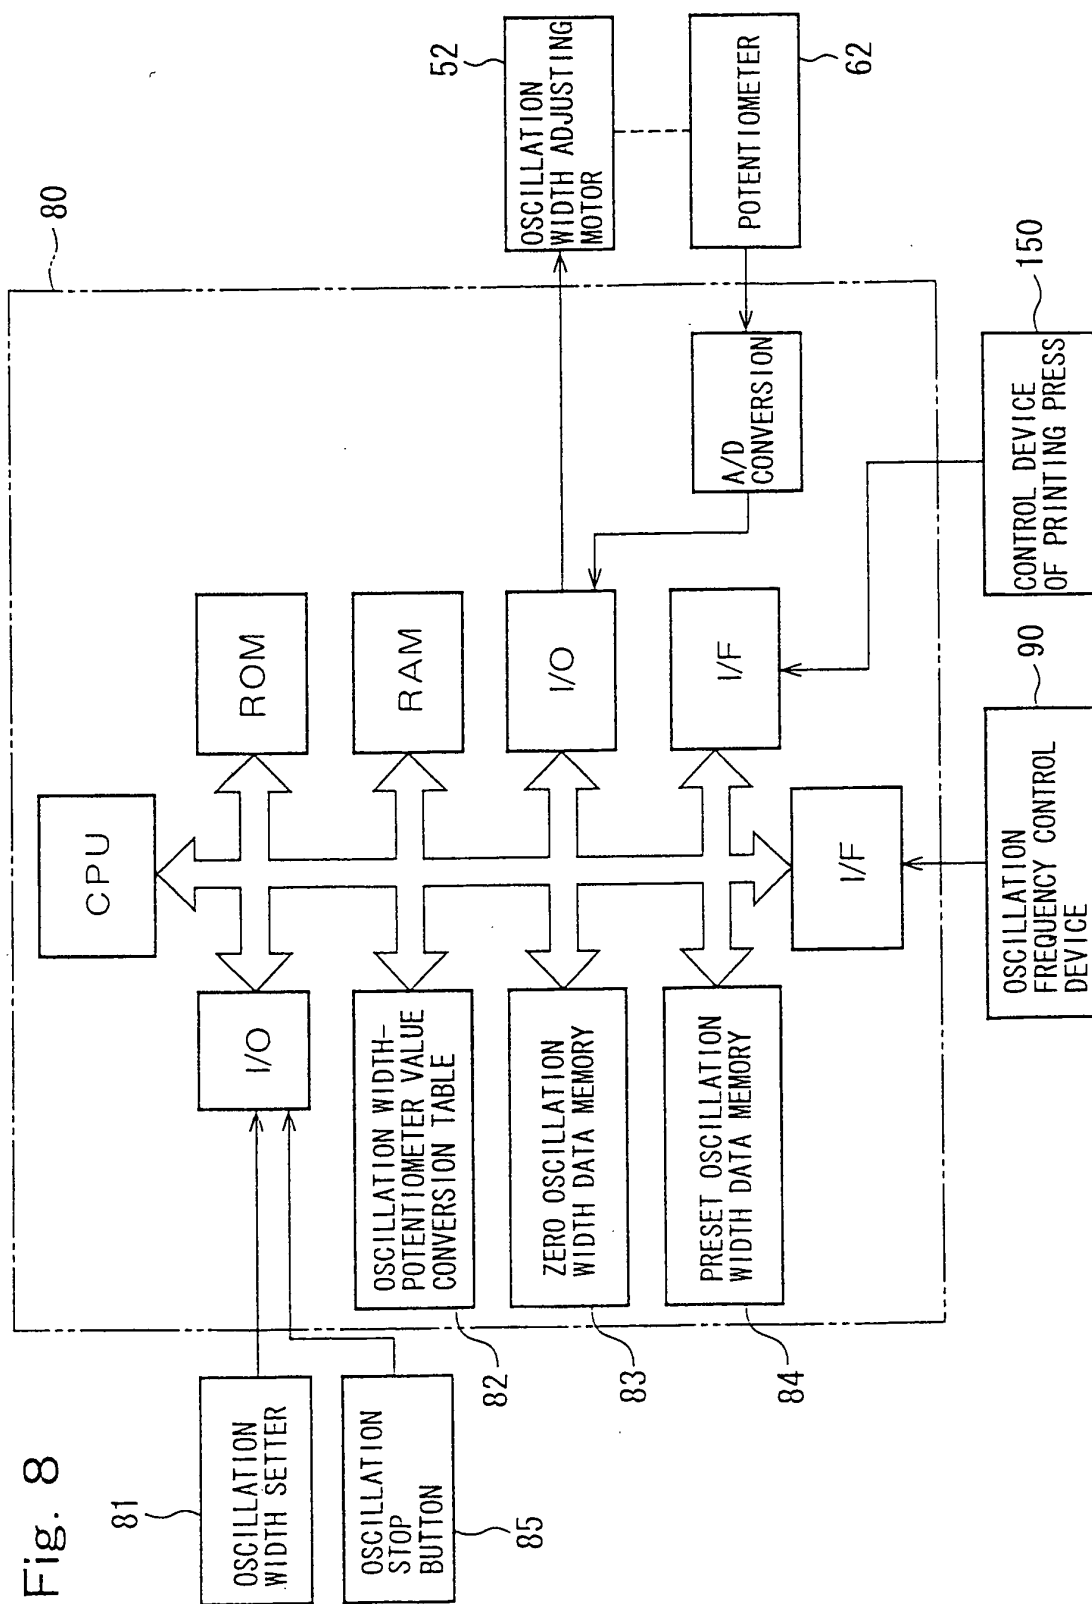 Fig. 8
81
OSCILLATION
WIDTH SETTER
OSCILLATION
STOP
BUTTON
85
80
CPU
I/O
ROM
OSCILLATION WIDTH-
POTENTIOMETER VALUE
CONVERSION TABLE
82
RAM
ZERO OSCILLATION
WIDTH DATA MEMORY
83
I/O
PRESET OSCILLATION
WIDTH DATA MEMORY
84
I/F
I/F
A/D
CONVERSION
52
OSCILLATION
WIDTH ADJUSTING
MOTOR
POTENTIOMETER
62
90
OSCILLATION
FREQUENCY CONTROL
DEVICE
150
CONTROL DEVICE
OF PRINTING PRESS